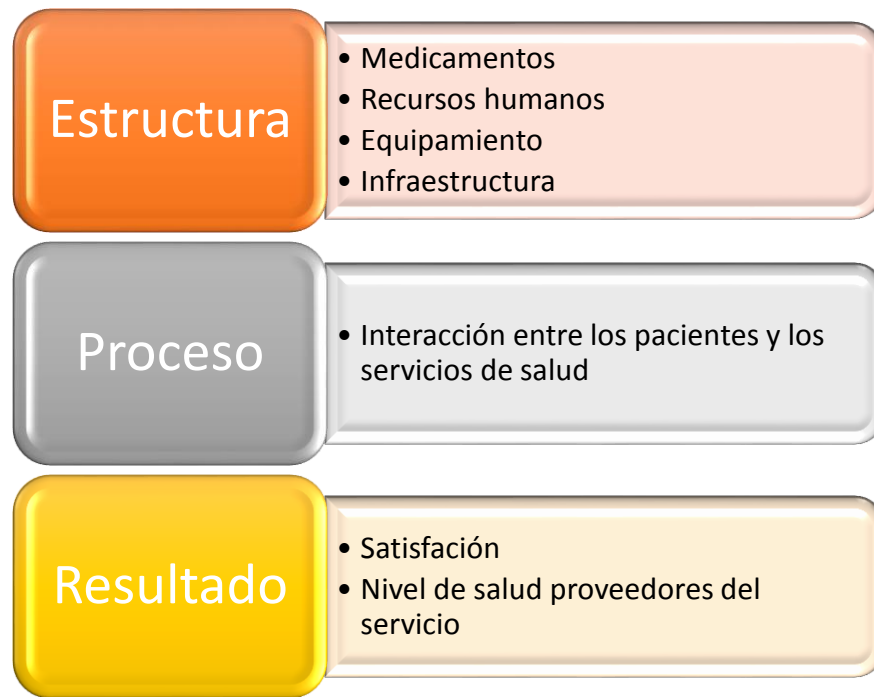 Estructura
• Medicamentos
• Recursos humanos
• Equipamiento
• Infraestructura
Proceso
• Interacción entre los pacientes y los
servicios de salud
Resultado
• Satisfación
• Nivel de salud proveedores del
servicio